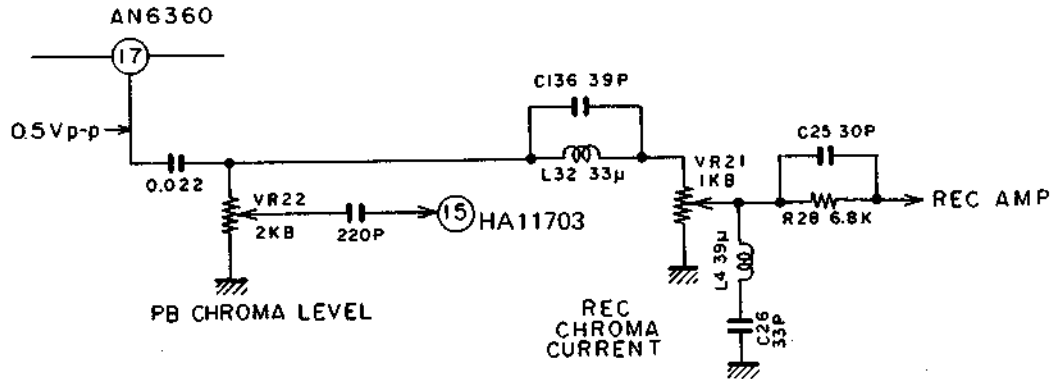 AN6360
17
0.5Vp-p
0.022
VR22
2KB
220P
15
HA11703
PB CHROMA LEVEL
C136 39P
L32 33μ
VR21
1KB
C25 30P
R28 6.8K
REC AMP
L4 39μ
C26
33P
REC
CHROMA
CURRENT